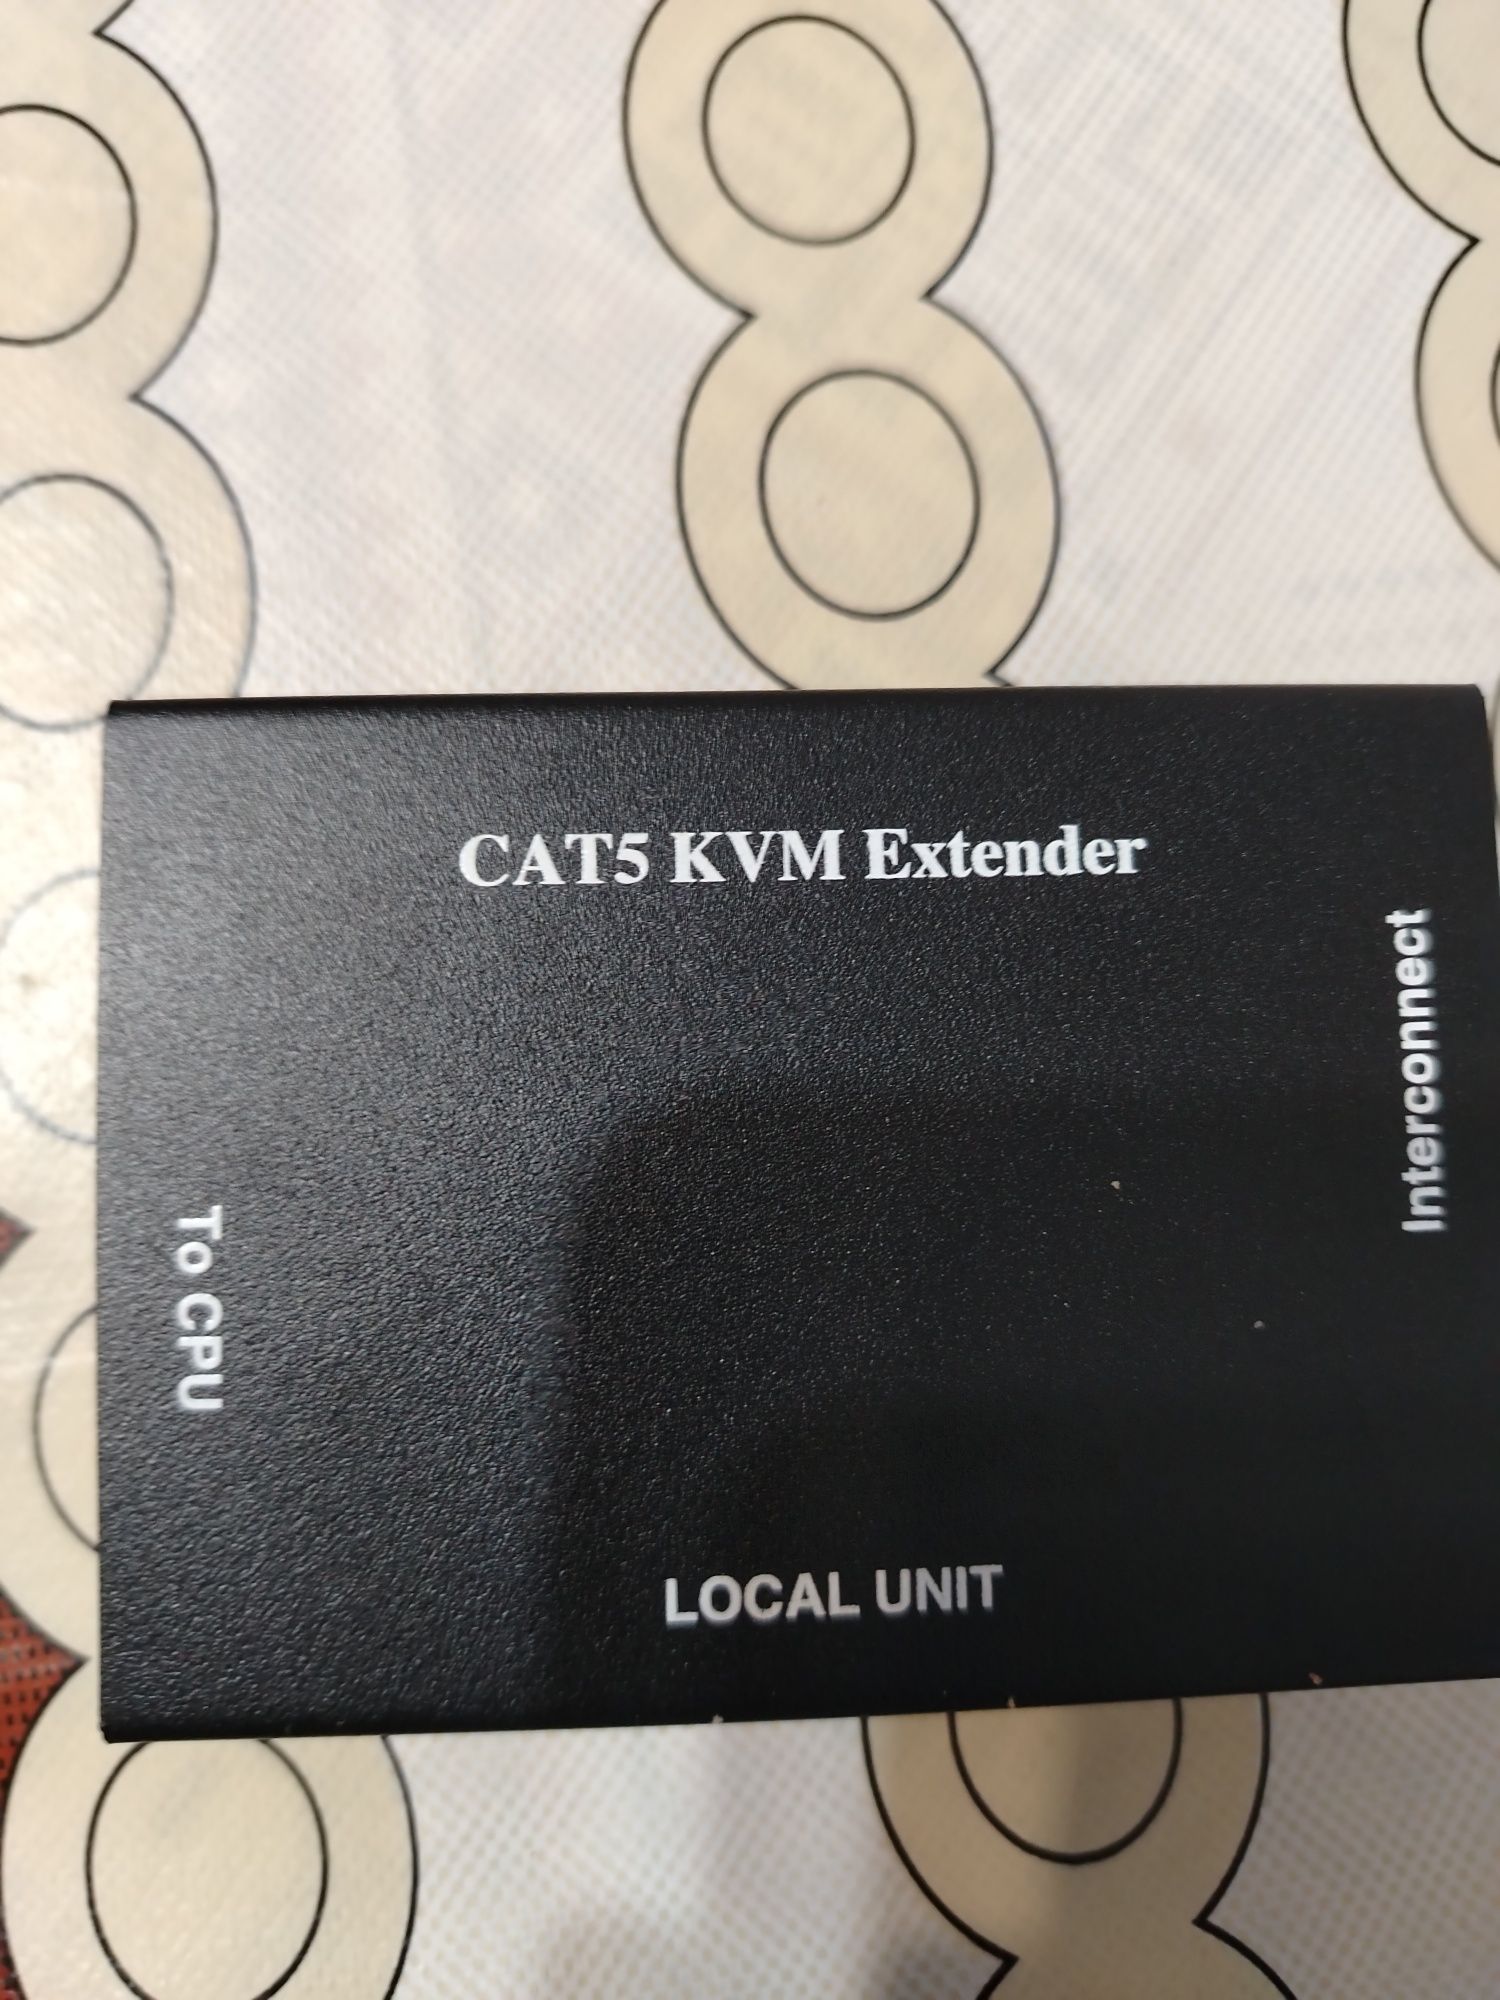 CAT5 KVM Extender
Interconnect
To CPU
LOCAL UNIT